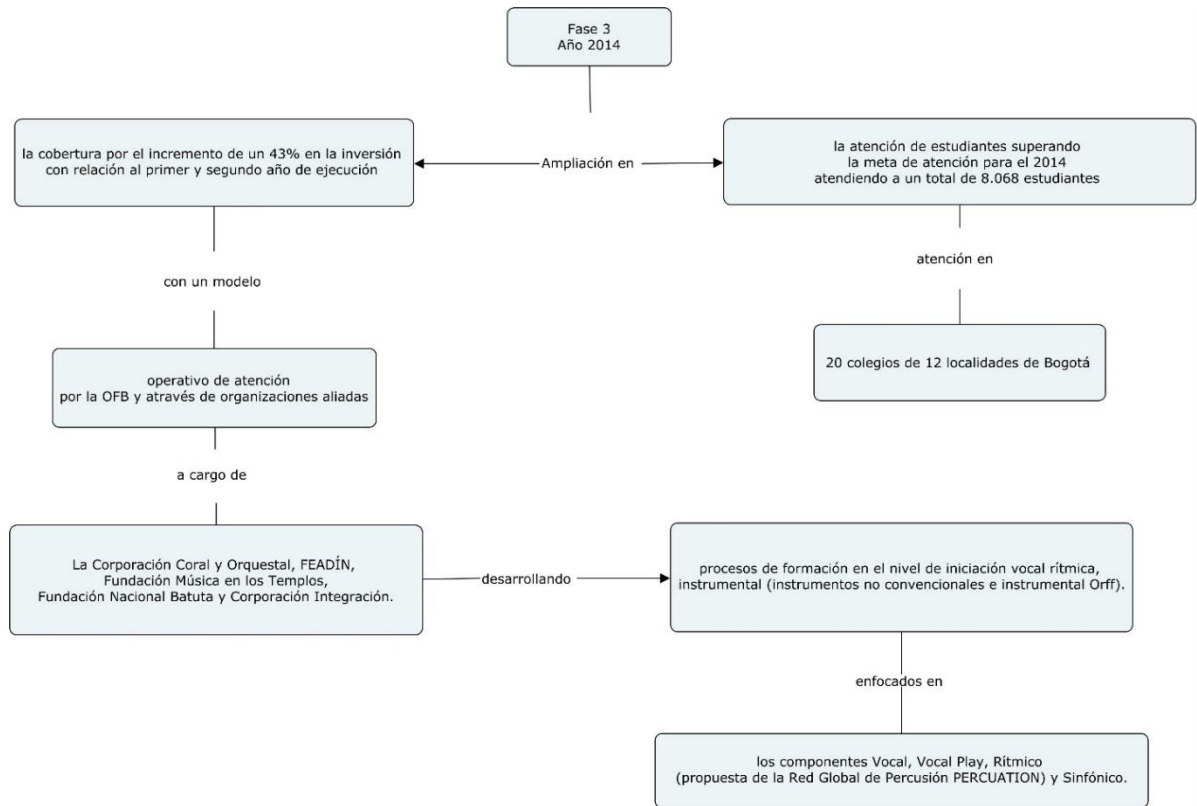 Fase 3
Año 2014
la cobertura por el incremento de un 43% en la inversión
con relación al primer y segundo año de ejecución
Ampliación en
la atención de estudiantes superando
la meta de atención para el 2014
atendiendo a un total de 8.068 estudiantes
con un modelo
atención en
operativo de atención
por la OFB y através de organizaciones aliadas
20 colegios de 12 localidades de Bogotá
a cargo de
La Corporación Coral y Orquestal, FEADÍN,
Fundación Música en los Templos,
Fundación Nacional Batuta y Corporación Integración.
desarrollando
procesos de formación en el nivel de iniciación vocal rítmica,
instrumental (instrumentos no convencionales e instrumental Orff).
enfocados en
los componentes Vocal, Vocal Play, Rítmico
(propuesta de la Red Global de Percusión PERCUATION) y Sinfónico.